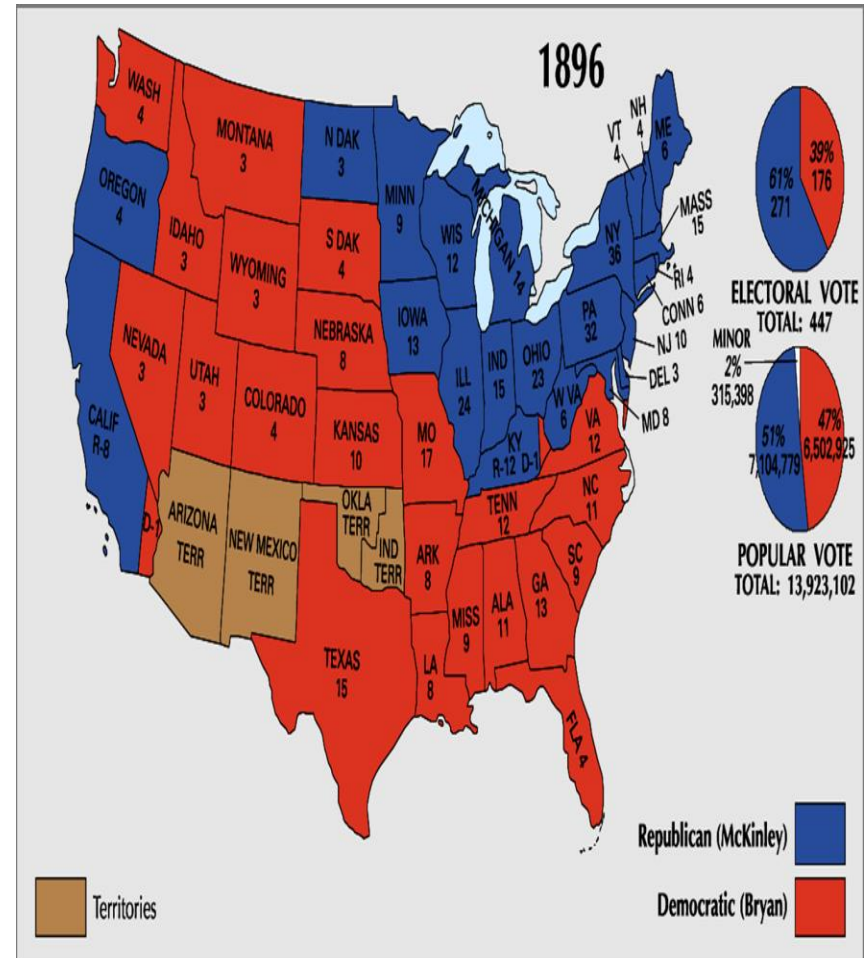 1896
WASH
4
MONTANA
3
N DAK
3
OREGON
4
IDAHO
3
WYOMING
3
S DAK
4
MINN
9
WIS
12
MICHIGAN 14
NEVADA
3
UTAH
3
COLORADO
4
NEBRASKA
8
KANSAS
10
IOWA
13
ILL
24
IND
15
OHIO
23
PA
32
NY
36
VT
4
NH
4
ME
6
MASS
15
RI 4
CONN 6
NJ 10
DEL 3
MD 8
W VA
6
VA
12
CALIF
R-8
D-1
ARIZONA
TERR
NEW MEXICO
TERR
OKLA
TERR
IND
TERR
MO
17
KY
R-12 D-1
TENN
12
NC
11
SC
9
ARK
8
MISS
9
ALA
11
GA
13
TEXAS
15
LA
8
FLA 4
61%
271
39%
176
ELECTORAL VOTE
TOTAL: 447
MINOR
2%
315,398
51%
7,104,779
47%
6,502,925
POPULAR VOTE
TOTAL: 13,923,102
Republican (McKinley)
Democratic (Bryan)
Territories